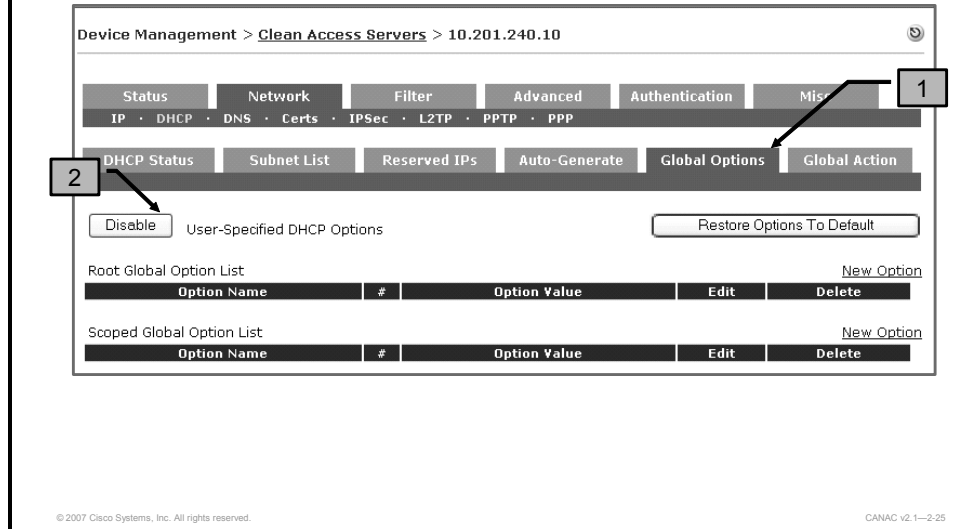 Device Management > Clean Access Servers > 10.201.240.10
1
Status Network Filter Advanced Authentication
IP · DHCP · DNS · Certs · IPSec · L2TP · PPTP · PPP
DHCP Status Subnet List Reserved IPs Auto-Generate Global Options Global Action
2
Disable User-Specified DHCP Options Restore Options To Default
Root Global Option List New Option
Option Name # Option Value Edit Delete
Scoped Global Option List New Option
Option Name # Option Value Edit Delete
© 2007 Cisco Systems, Inc. All rights reserved. CANAC v2.1—2-25